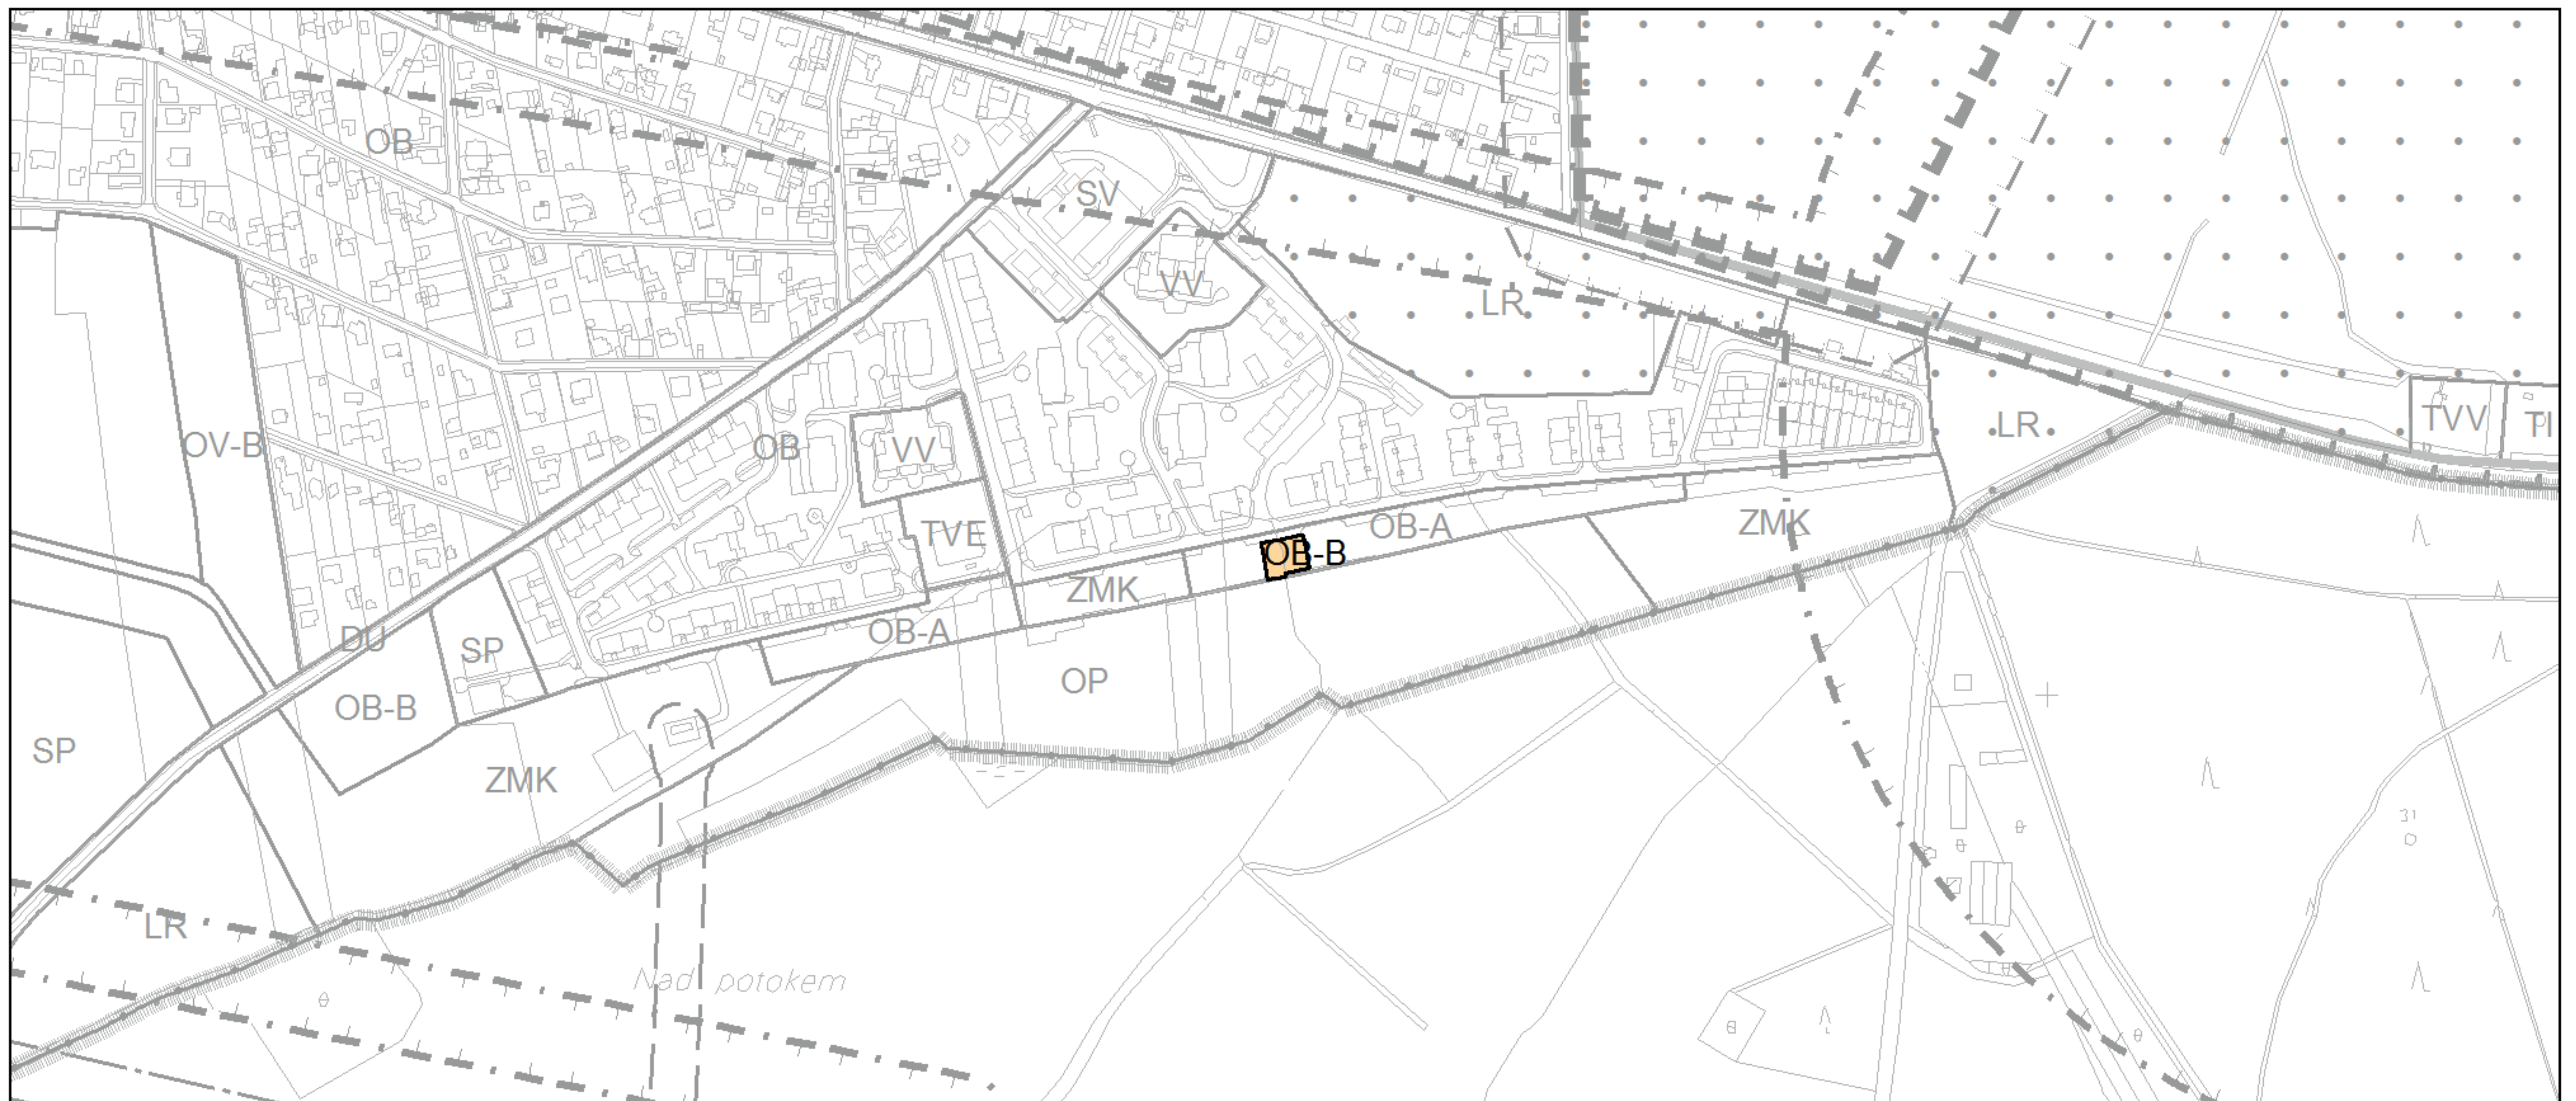 OB
SV
VV
LR
OV-B
OB
VV
TVV
TI
LR
TVE
OB-A
ZMK
OB-B
ZMK
OB-A
DU
SP
OP
OB-B
SP
ZMK
31
LR
Nad potokem